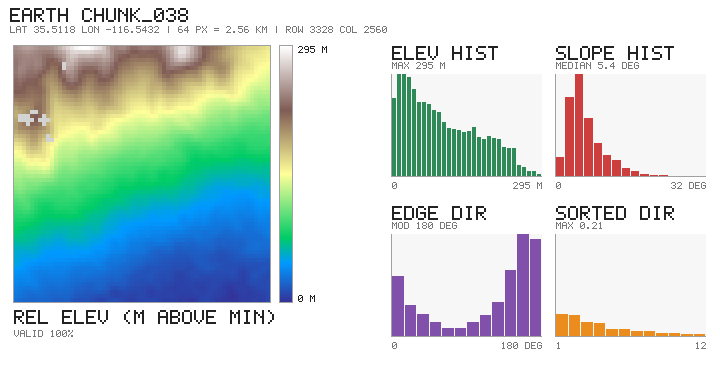 EARTH CHUNK_038
LAT 35.5118 LON -116.5432 | 64 PX = 2.56 KM | ROW 3328 COL 2560
295 M
0 M
REL ELEV (M ABOVE MIN)
VALID 100%
ELEV HIST
MAX 295 M
0 295 M
SLOPE HIST
MEDIAN 5.4 DEG
0 32 DEG
EDGE DIR
MOD 180 DEG
0 180 DEG
SORTED DIR
MAX 0.21
1 12